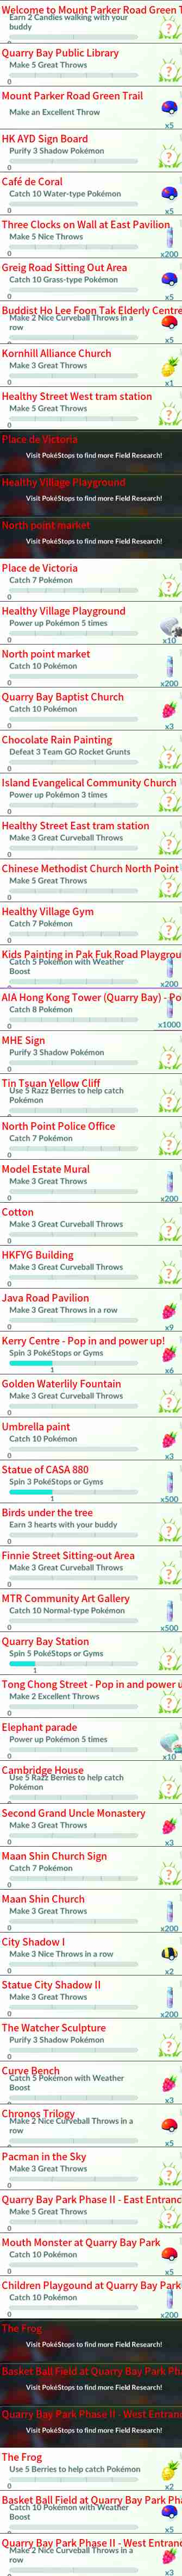 Welcome to Mount Parker Road Green T
Earn 2 Candies walking with your
buddy
0
Quarry Bay Public Library
Make 5 Great Throws
0
Mount Parker Road Green Trail
Make an Excellent Throw
x5
HK AYD Sign Board
Purify 3 Shadow Pokémon
0
Café de Coral
Catch 10 Water-type Pokémon
0
x5
Three Clocks on Wall at East Pavilion
Make 5 Nice Throws
0
x200
Greig Road Sitting Out Area
Catch 10 Grass-type Pokémon
0
x5
Buddist Ho Lee Foon Tak Elderly Centre
Make 2 Nice Curveball Throws in a
row
x5
Kornhill Alliance Church
Make 3 Great Throws
0
x1
Healthy Street West tram station
Make 5 Great Throws
0
Place de Victoria
Visit PokéStops to find more Field Research!
Healthy Village Playground
Visit PokéStops to find more Field Research!
North point market
Visit PokéStops to find more Field Research!
Place de Victoria
Catch 7 Pokémon
0
Healthy Village Playground
Power up Pokémon 5 times
0
x10
North point market
Catch 10 Pokémon
0
x200
Quarry Bay Baptist Church
Catch 10 Pokémon
0
x3
Chocolate Rain Painting
Defeat 3 Team GO Rocket Grunts
0
Island Evangelical Community Church
Power up Pokémon 3 times
0
Healthy Street East tram station
Make 3 Great Curveball Throws
0
Chinese Methodist Church North Point
Make 5 Great Throws
0
Healthy Village Gym
Catch 7 Pokémon
0
Kids Painting in Pak Fuk Road Playgrou
Catch 5 Pokémon with Weather
Boost
x200
AIA Hong Kong Tower (Quarry Bay) - Po
Catch 8 Pokémon
0
x1000
MHE Sign
Purify 3 Shadow Pokémon
0
Tin Tsuan Yellow Cliff
Use 5 Razz Berries to help catch
Pokémon
North Point Police Office
Catch 7 Pokémon
0
Model Estate Mural
Make 3 Great Throws
0
x200
Cotton
Make 3 Great Curveball Throws
0
HKFYG Building
Make 3 Great Curveball Throws
0
Java Road Pavilion
Make 3 Great Throws in a row
0
x9
Kerry Centre - Pop in and power up!
Spin 3 PokéStops or Gyms
1
x6
Golden Waterlily Fountain
Make 3 Great Curveball Throws
0
Umbrella paint
Catch 10 Pokémon
0
x3
Statue of CASA 880
Spin 3 PokéStops or Gyms
1
x500
Birds under the tree
Earn 3 hearts with your buddy
0
Finnie Street Sitting-out Area
Make 3 Great Curveball Throws
0
MTR Community Art Gallery
Catch 10 Normal-type Pokémon
0
x500
Quarry Bay Station
Spin 5 PokéStops or Gyms
1
Tong Chong Street - Pop in and power u
Make 2 Excellent Throws
0
Elephant parade
Power up Pokémon 5 times
0
x10
Cambridge House
Use 5 Razz Berries to help catch
Pokémon
Second Grand Uncle Monastery
Make 3 Great Throws
0
x3
Maan Shin Church Sign
Catch 7 Pokémon
0
Maan Shin Church
Make 3 Great Throws
0
x200
City Shadow I
Make 3 Nice Throws in a row
0
x2
Statue City Shadow II
Make 3 Great Throws
0
x200
The Watcher Sculpture
Purify 3 Shadow Pokémon
0
Curve Bench
Catch 5 Pokémon with Weather
Boost
x3
Chronos Trilogy
Make 2 Nice Curveball Throws in a
row
x5
Pacman in the Sky
Make 3 Great Throws
0
Quarry Bay Park Phase II - East Entranc
Make 5 Great Throws
0
Mouth Monster at Quarry Bay Park
Catch 10 Pokémon
0
x5
Children Playgound at Quarry Bay Park
Catch 10 Pokémon
0
x200
The Frog
Visit PokéStops to find more Field Research!
Basket Ball Field at Quarry Bay Park Ph
Visit PokéStops to find more Field Research!
Quarry Bay Park Phase II - West Entran
Visit PokéStops to find more Field Research!
The Frog
Use 5 Berries to help catch Pokémon
0
x2
Basket Ball Field at Quarry Bay Park Ph
Catch 10 Pokémon with Weather
Boost
x5
Quarry Bay Park Phase II - West Entran
Make 2 Nice Curveball Throws in a
row
x3